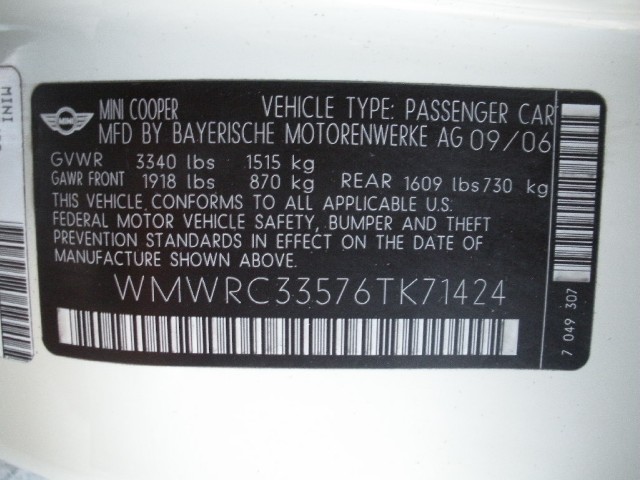 MINI
MINI COOPER VEHICLE TYPE: PASSENGER CAR
MFD BY BAYERISCHE MOTORENWERKE AG 09/06
GVWR 3340 lbs 1515 kg
GAWR FRONT 1918 lbs 870 kg REAR 1609 lbs 730 kg
THIS VEHICLE, CONFORMS TO ALL APPLICABLE U.S.
FEDERAL MOTOR VEHICLE SAFETY, BUMPER AND THEFT
PREVENTION STANDARDS IN EFFECT ON THE DATE OF
MANUFACTURE SHOWN ABOVE.
WMWRC33576TK71424
7 049 307
MINI